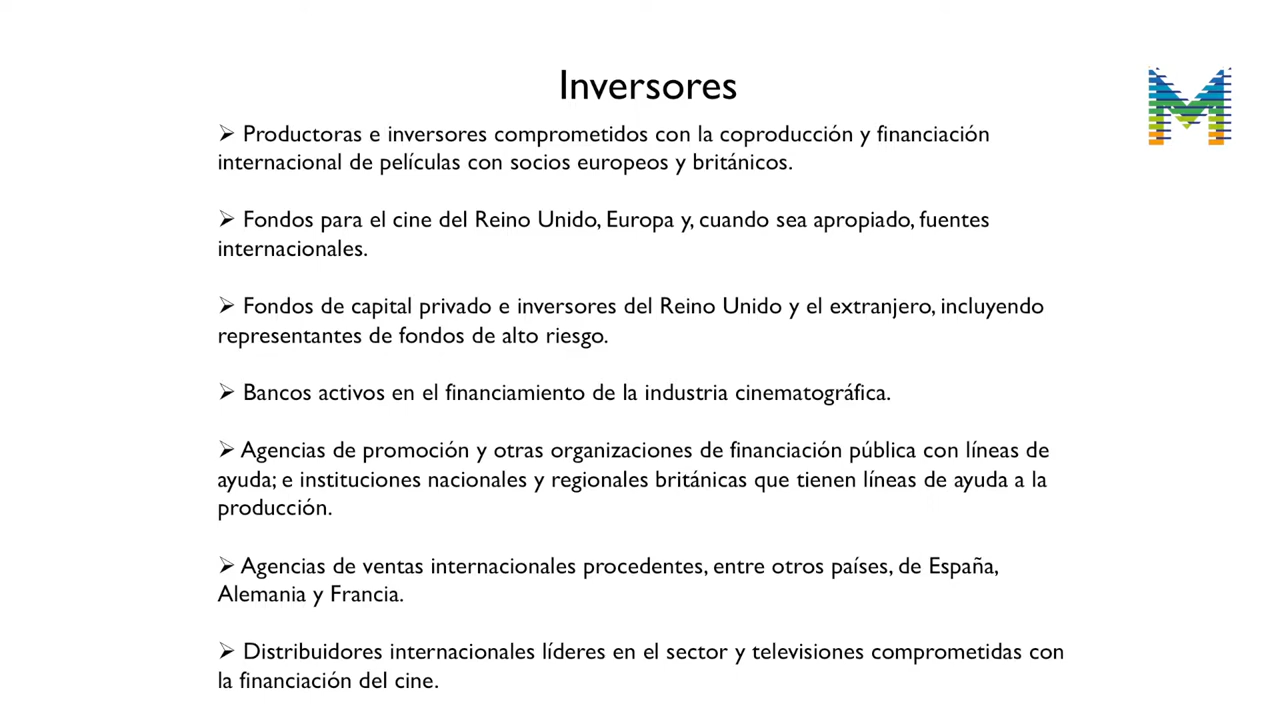 Inversores
➢ Productoras e inversores comprometidos con la coproducción y financiación
internacional de películas con socios europeos y británicos.
➢ Fondos para el cine del Reino Unido, Europa y, cuando sea apropiado, fuentes
internacionales.
➢ Fondos de capital privado e inversores del Reino Unido y el extranjero, incluyendo
representantes de fondos de alto riesgo.
➢ Bancos activos en el financiamiento de la industria cinematográfica.
➢ Agencias de promoción y otras organizaciones de financiación pública con líneas de
ayuda; e instituciones nacionales y regionales británicas que tienen líneas de ayuda a la
producción.
➢ Agencias de ventas internacionales procedentes, entre otros países, de España,
Alemania y Francia.
➢ Distribuidores internacionales líderes en el sector y televisiones comprometidas con
la financiación del cine.
M